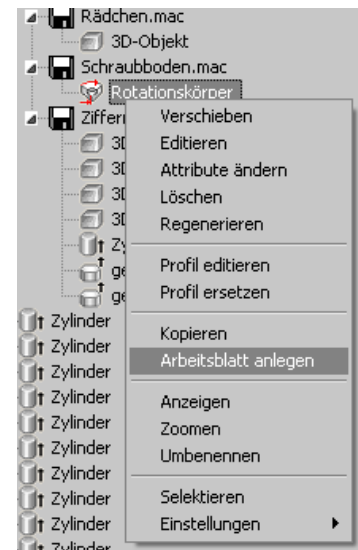 Rädchen.mac
3D-Objekt
Schraubboden.mac
Rotationskörper
Verschieben
Editieren
Attribute ändern
Löschen
Regenerieren
Profil editieren
Profil ersetzen
Kopieren
Arbeitsblatt anlegen
Anzeigen
Zoomen
Umbenennen
Selektieren
Einstellungen
Zylinder
Zylinder
Zylinder
Zylinder
Zylinder
Zylinder
Zylinder
Zylinder
Zylinder
Zylinder